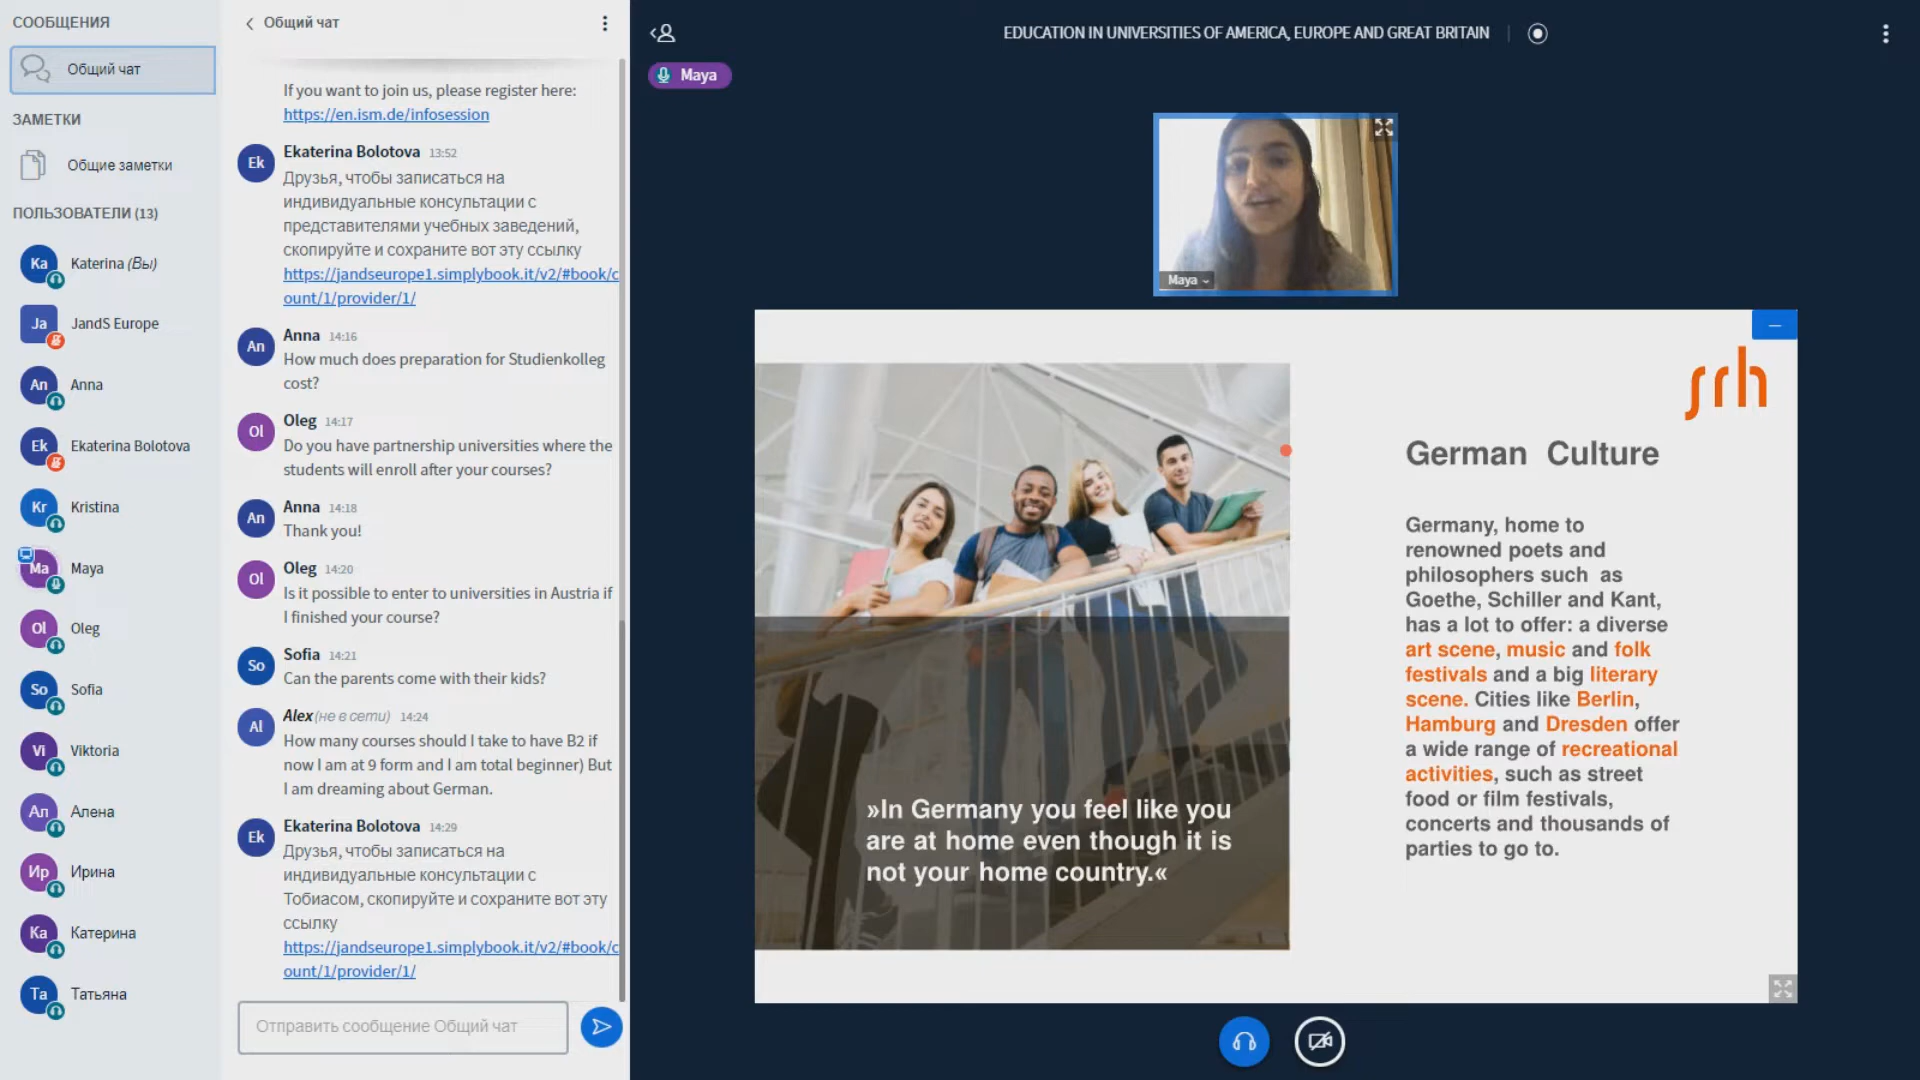 СООБЩЕНИЯ
Общий чат
ЗАМЕТКИ
Общие заметки
ПОЛЬЗОВАТЕЛИ (13)
Ka
Katerina (Вы)
Ja
JandS Europe
An
Anna
Ek
Ekaterina Bolotova
Kr
Kristina
Ma
Maya
Ol
Oleg
So
Sofia
Vi
Viktoria
Ал
Алена
Ир
Ирина
Ка
Катерина
Та
Татьяна
Общий чат
If you want to join us, please register here:
https://en.ism.de/infosession
Ek
Ekaterina Bolotova 13:52
Друзья, чтобы записаться на
индивидуальные консультации с
представителями учебных заведений,
скопируйте и сохраните вот эту ссылку
https://jandseurope1.simplybook.it/v2/#book/c
ount/1/provider/1/
An
Anna 14:16
How much does preparation for Studienkolleg
cost?
Ol
Oleg 14:17
Do you have partnership universities where the
students will enroll after your courses?
An
Anna 14:18
Thank you!
Ol
Oleg 14:20
Is it possible to enter to universities in Austria if
I finished your course?
So
Sofia 14:21
Can the parents come with their kids?
Al
Alex (не в сети) 14:24
How many courses should I take to have B2 if
now I am at 9 form and I am total beginner) But
I am dreaming about German.
Ek
Ekaterina Bolotova 14:29
Друзья, чтобы записаться на
индивидуальные консультации с
Тобиасом, скопируйте и сохраните вот эту
ссылку
https://jandseurope1.simplybook.it/v2/#book/c
ount/1/provider/1/
Отправить сообщение Общий чат
EDUCATION IN UNIVERSITIES OF AMERICA, EUROPE AND GREAT BRITAIN
Maya
Maya
srh
German Culture
Germany, home to
renowned poets and
philosophers such as
Goethe, Schiller and Kant,
has a lot to offer: a diverse
art scene, music and folk
festivals and a big literary
scene. Cities like Berlin,
Hamburg and Dresden offer
a wide range of recreational
activities, such as street
food or film festivals,
concerts and thousands of
parties to go to.
»In Germany you feel like you
are at home even though it is
not your home country.«